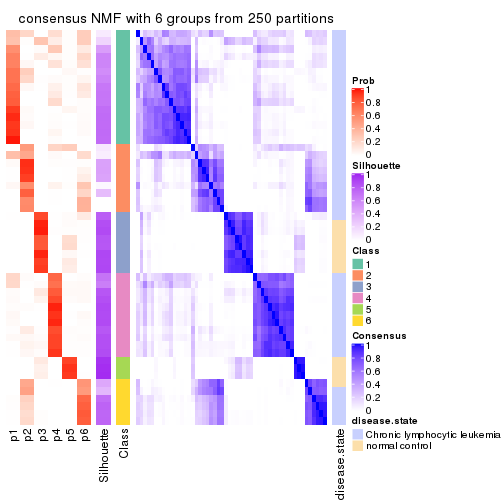 consensus NMF with 6 groups from 250 partitions
Prob
1
0.8
0.6
0.4
0.2
0
Silhouette
1
0.8
0.6
0.4
0.2
0
Class
1
2
3
4
5
6
Consensus
1
0.8
0.6
0.4
0.2
0
disease.state
Chronic lymphocytic leukemia
normal control
p1
p2
p3
p4
p5
p6
Silhouette
Class
disease.state